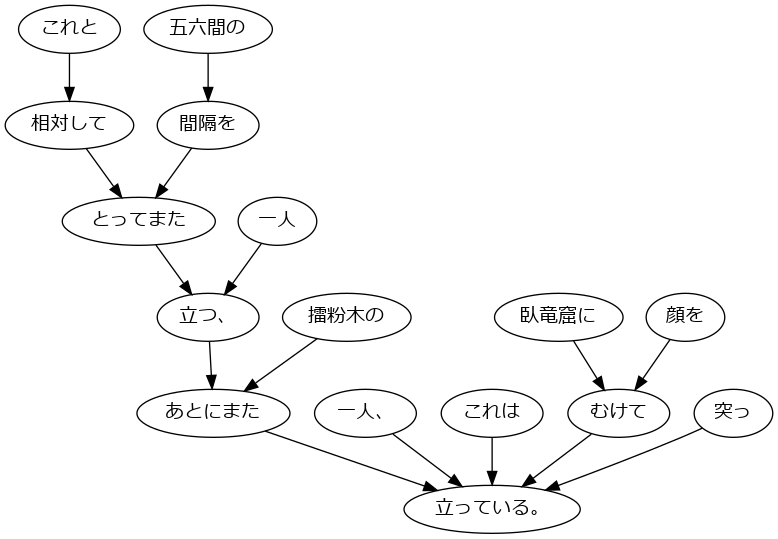 これと
五六間の
相対して
間隔を
とってまた
一人
立つ、
擂粉木の
臥竜窟に
顔を
あとにまた
一人、
これは
むけて
突っ
立っている。